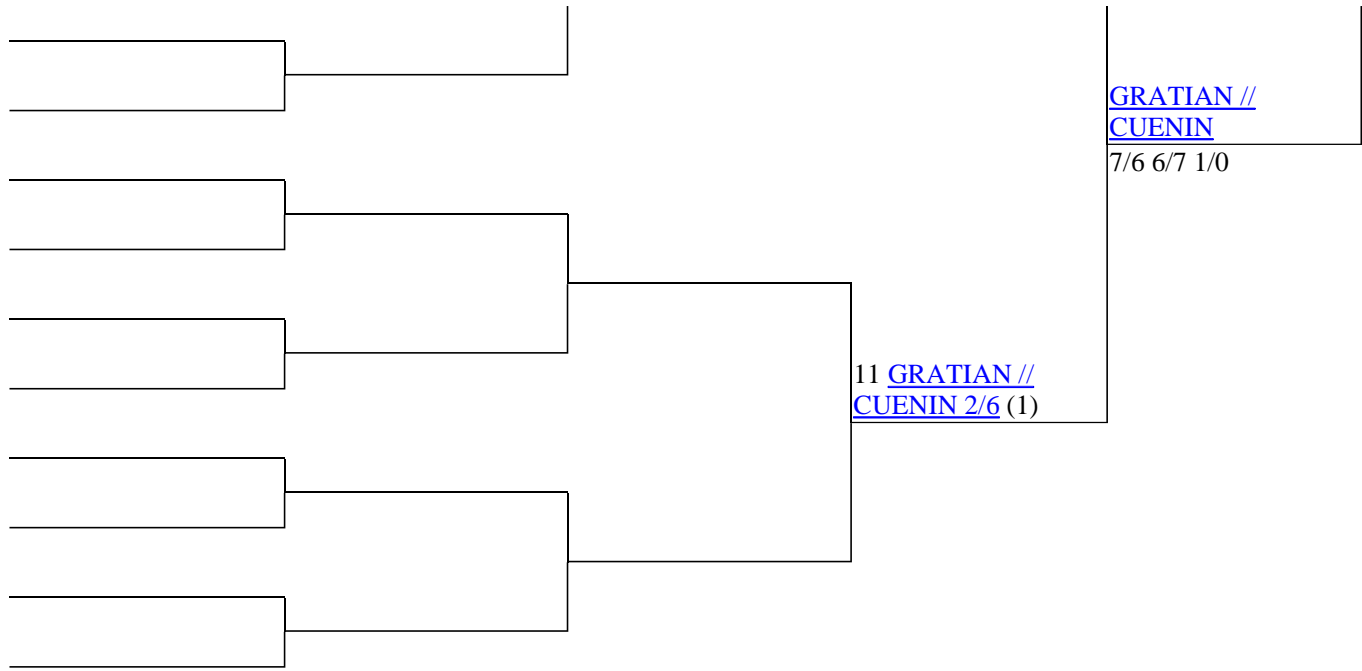 GRATIAN //
CUENIN
7/6 6/7 1/0
11 GRATIAN //
CUENIN 2/6 (1)